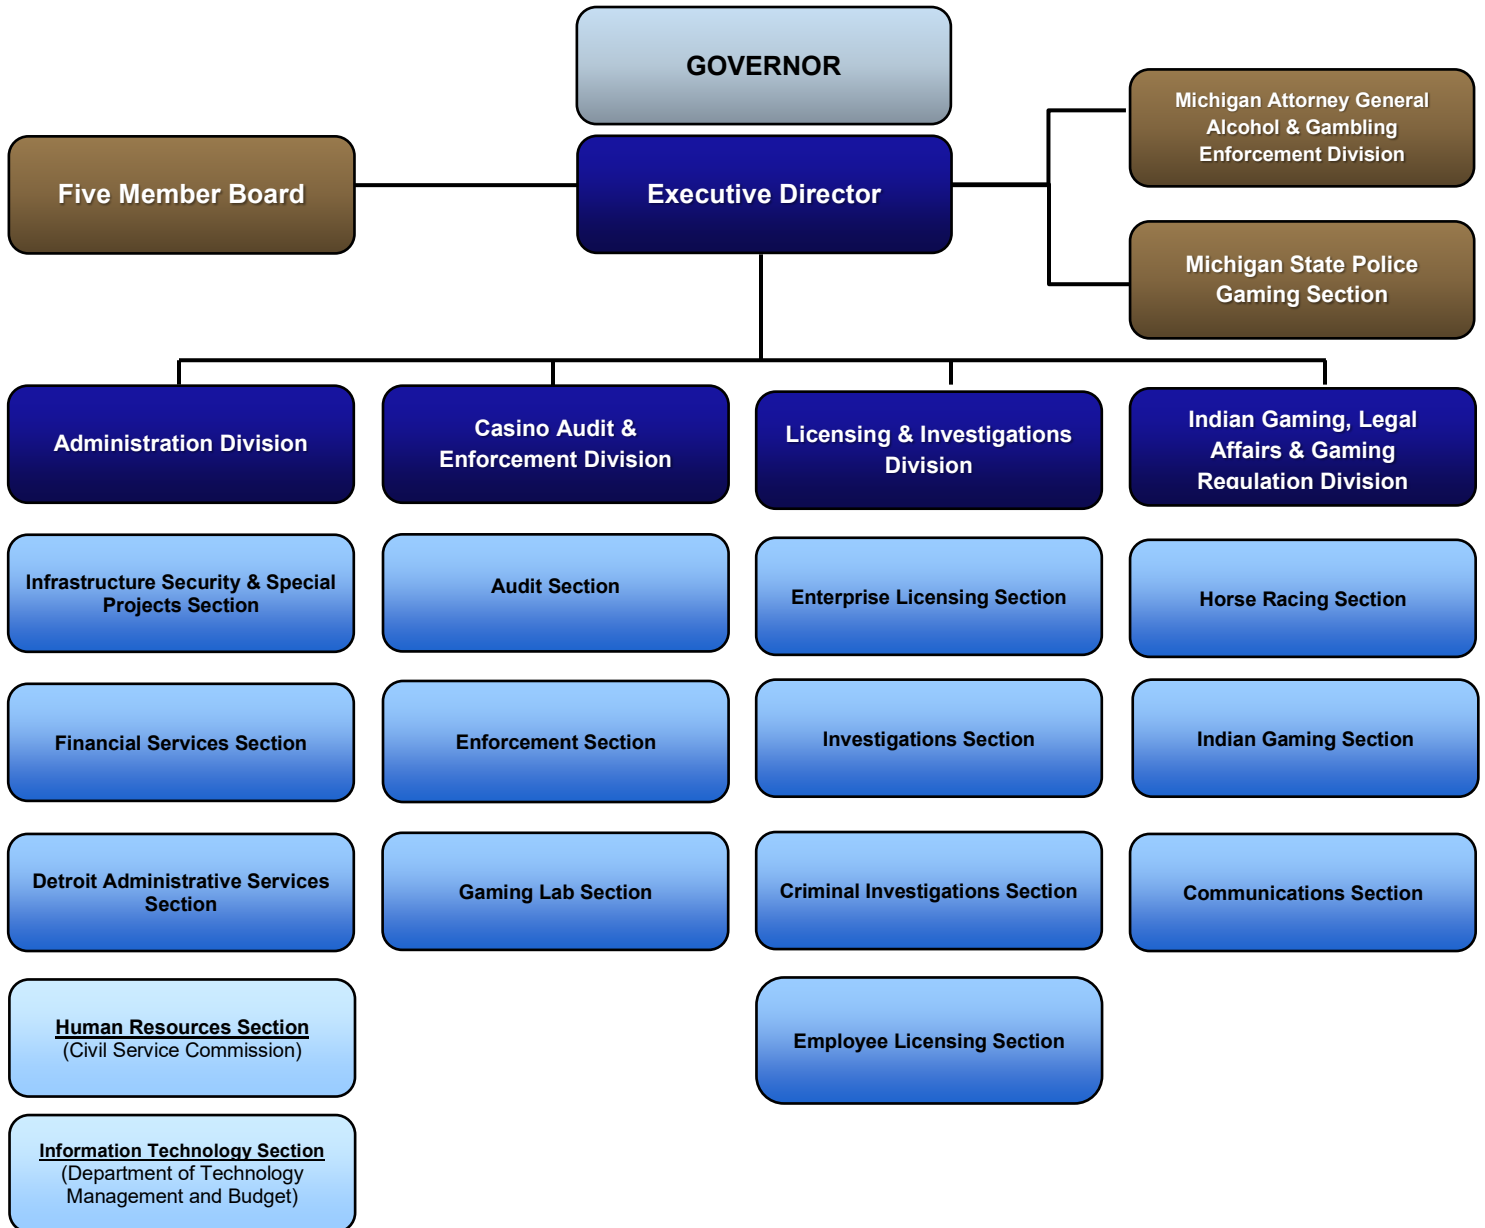 GOVERNOR
Michigan Attorney General
Alcohol & Gambling
Enforcement Division
Five Member Board
Executive Director
Michigan State Police
Gaming Section
Administration Division
Casino Audit &
Enforcement Division
Licensing & Investigations
Division
Indian Gaming, Legal
Affairs & Gaming
Regulation Division
Infrastructure Security & Special
Projects Section
Audit Section
Enterprise Licensing Section
Horse Racing Section
Financial Services Section
Enforcement Section
Investigations Section
Indian Gaming Section
Detroit Administrative Services
Section
Gaming Lab Section
Criminal Investigations Section
Communications Section
Human Resources Section
(Civil Service Commission)
Employee Licensing Section
Information Technology Section
(Department of Technology
Management and Budget)